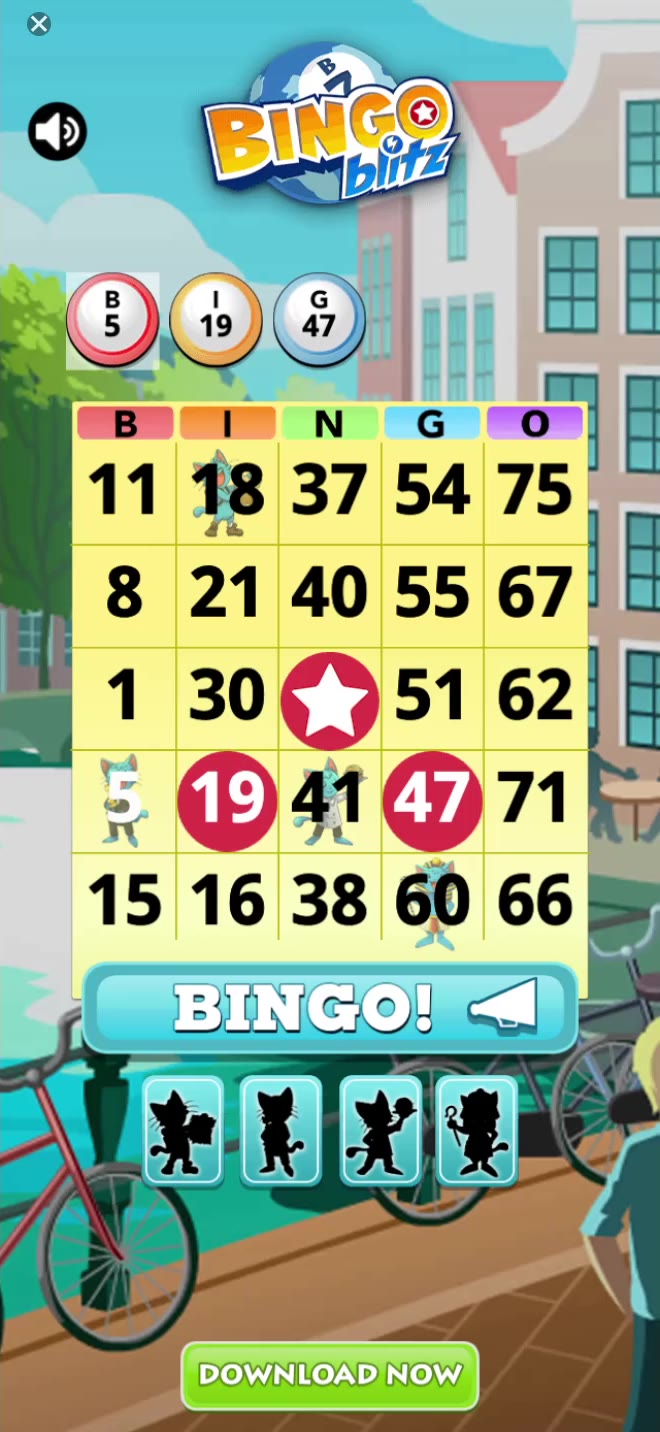 B
7
BINGO
blitz
B I G
5 19 47
B I N G O
11 18 37 54 75
8 21 40 55 67
1 30 51 62
5 19 41 47 71
15 16 38 60 66
BINGO!
DOWNLOAD NOW